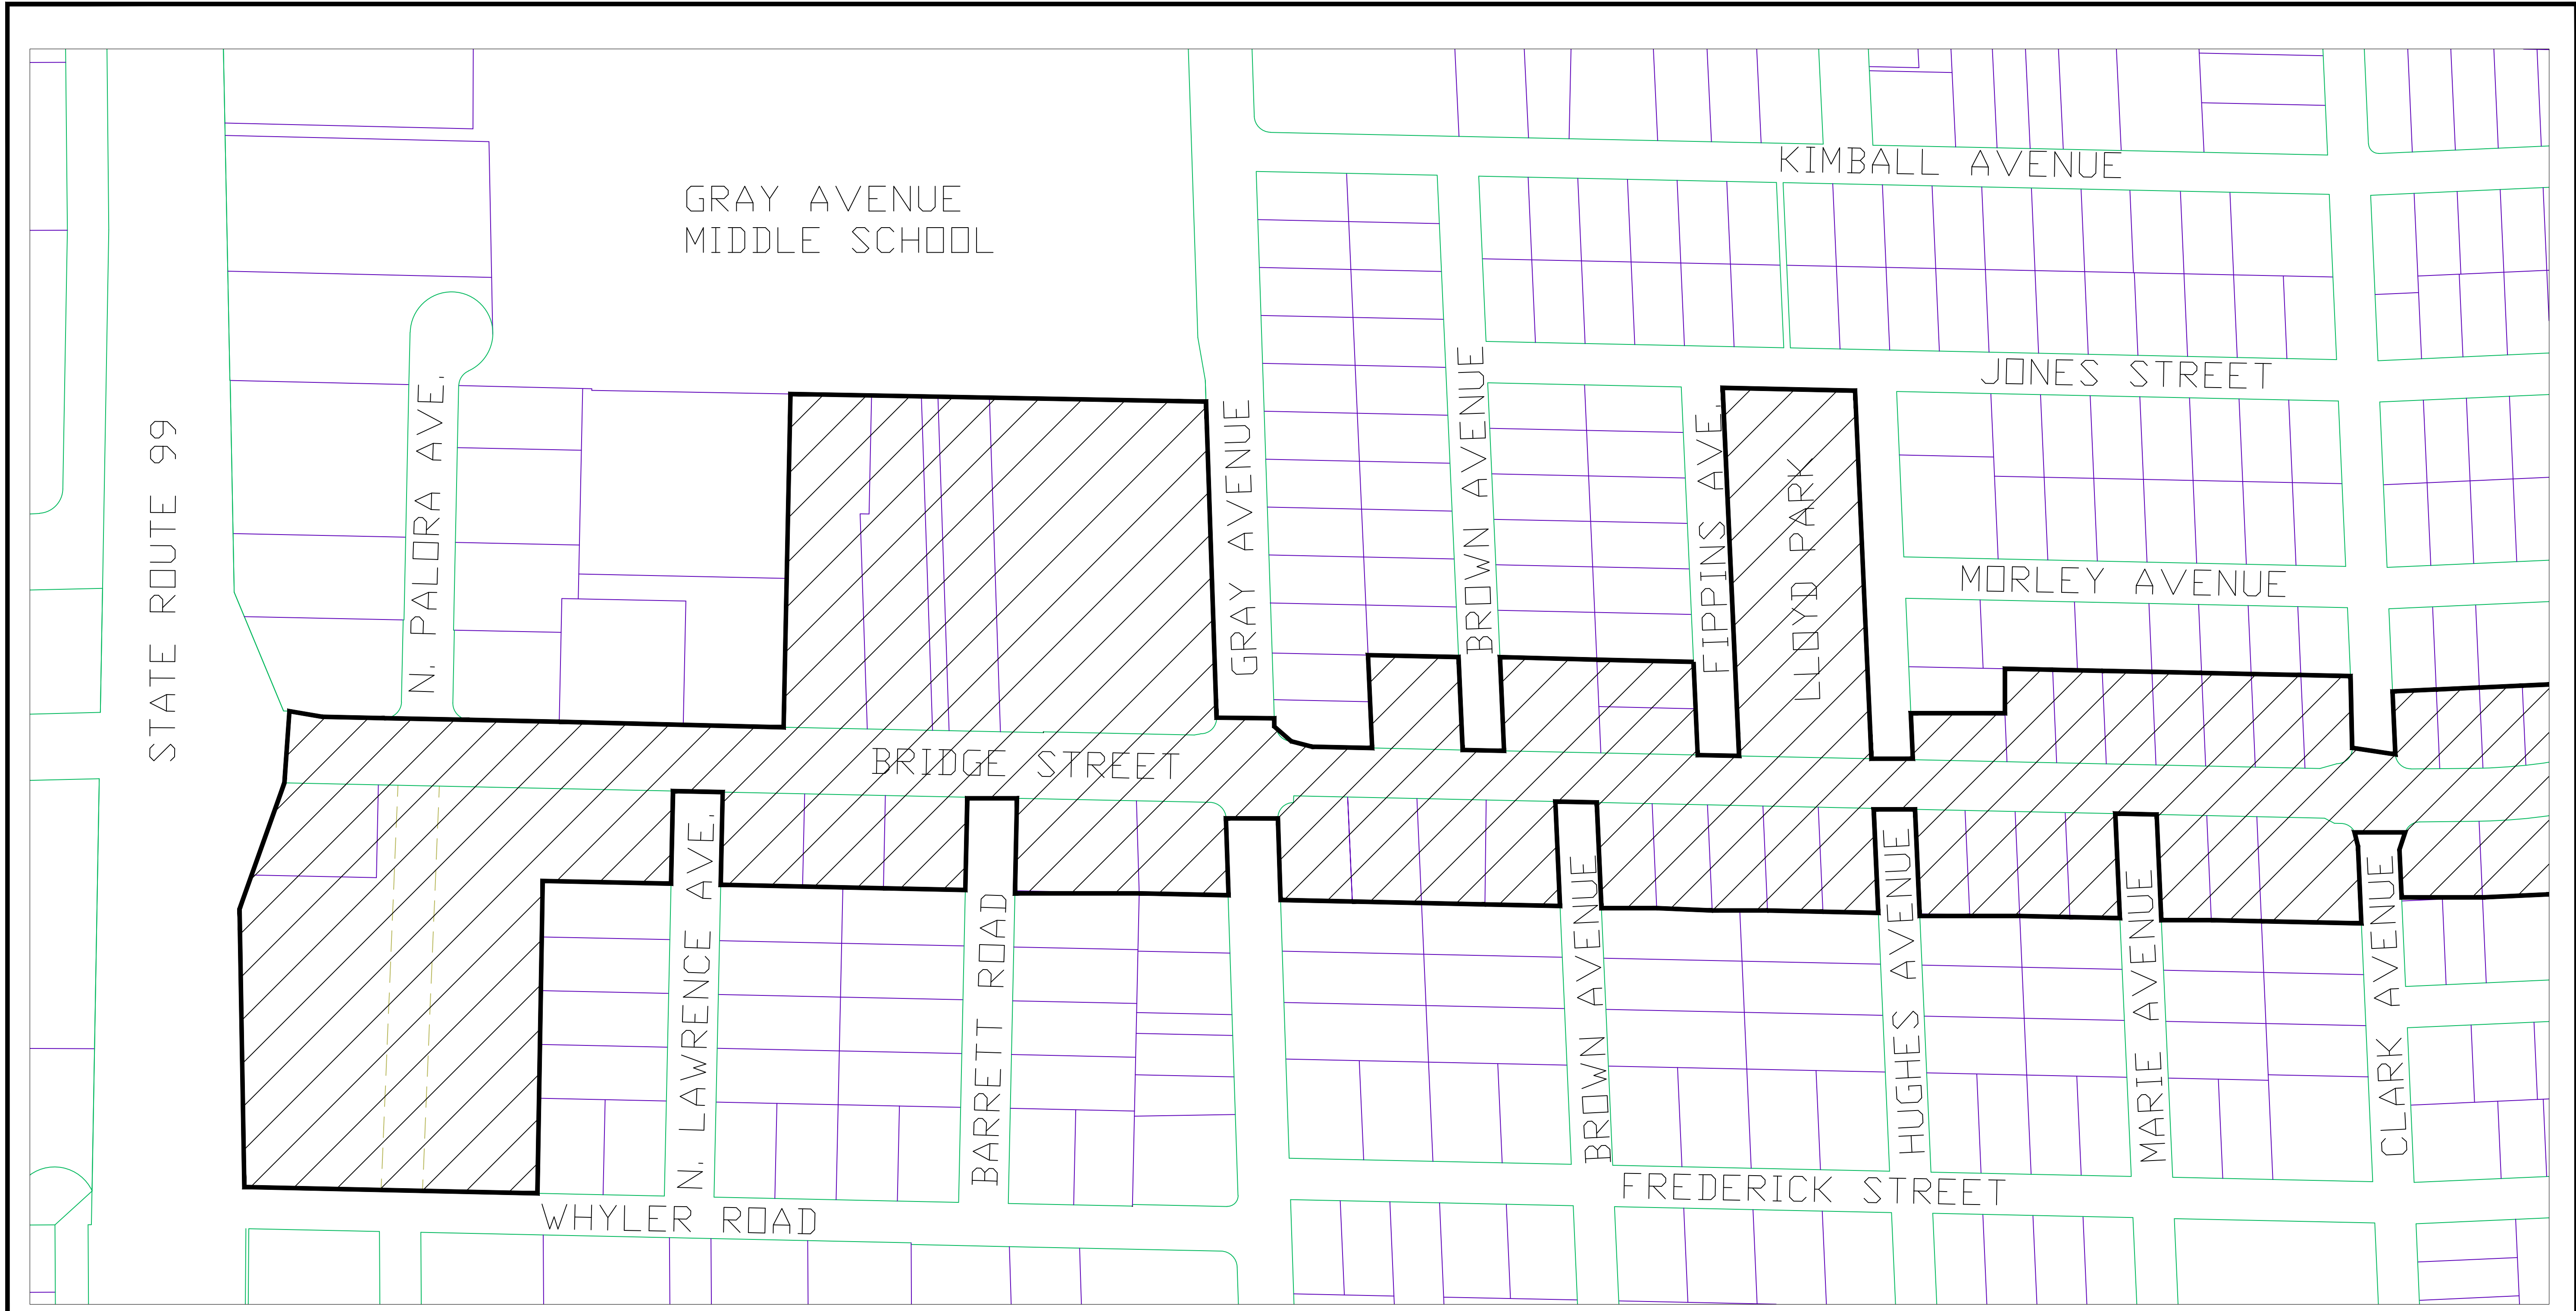 KIMBALL AVENUE
GRAY AVENUE
MIDDLE SCHOOL
JONES STREET
STATE ROUTE 99
N. PALORA AVE.
GRAY AVENUE
BROWN AVENUE
FIPPINS AVE.
LLOYD PARK
MORLEY AVENUE
BRIDGE STREET
N. LAWRENCE AVE.
BARRETT ROAD
BROWN AVENUE
HUGHES AVENUE
MARIE AVENUE
CLARK AVENUE
FREDERICK STREET
WHYLER ROAD